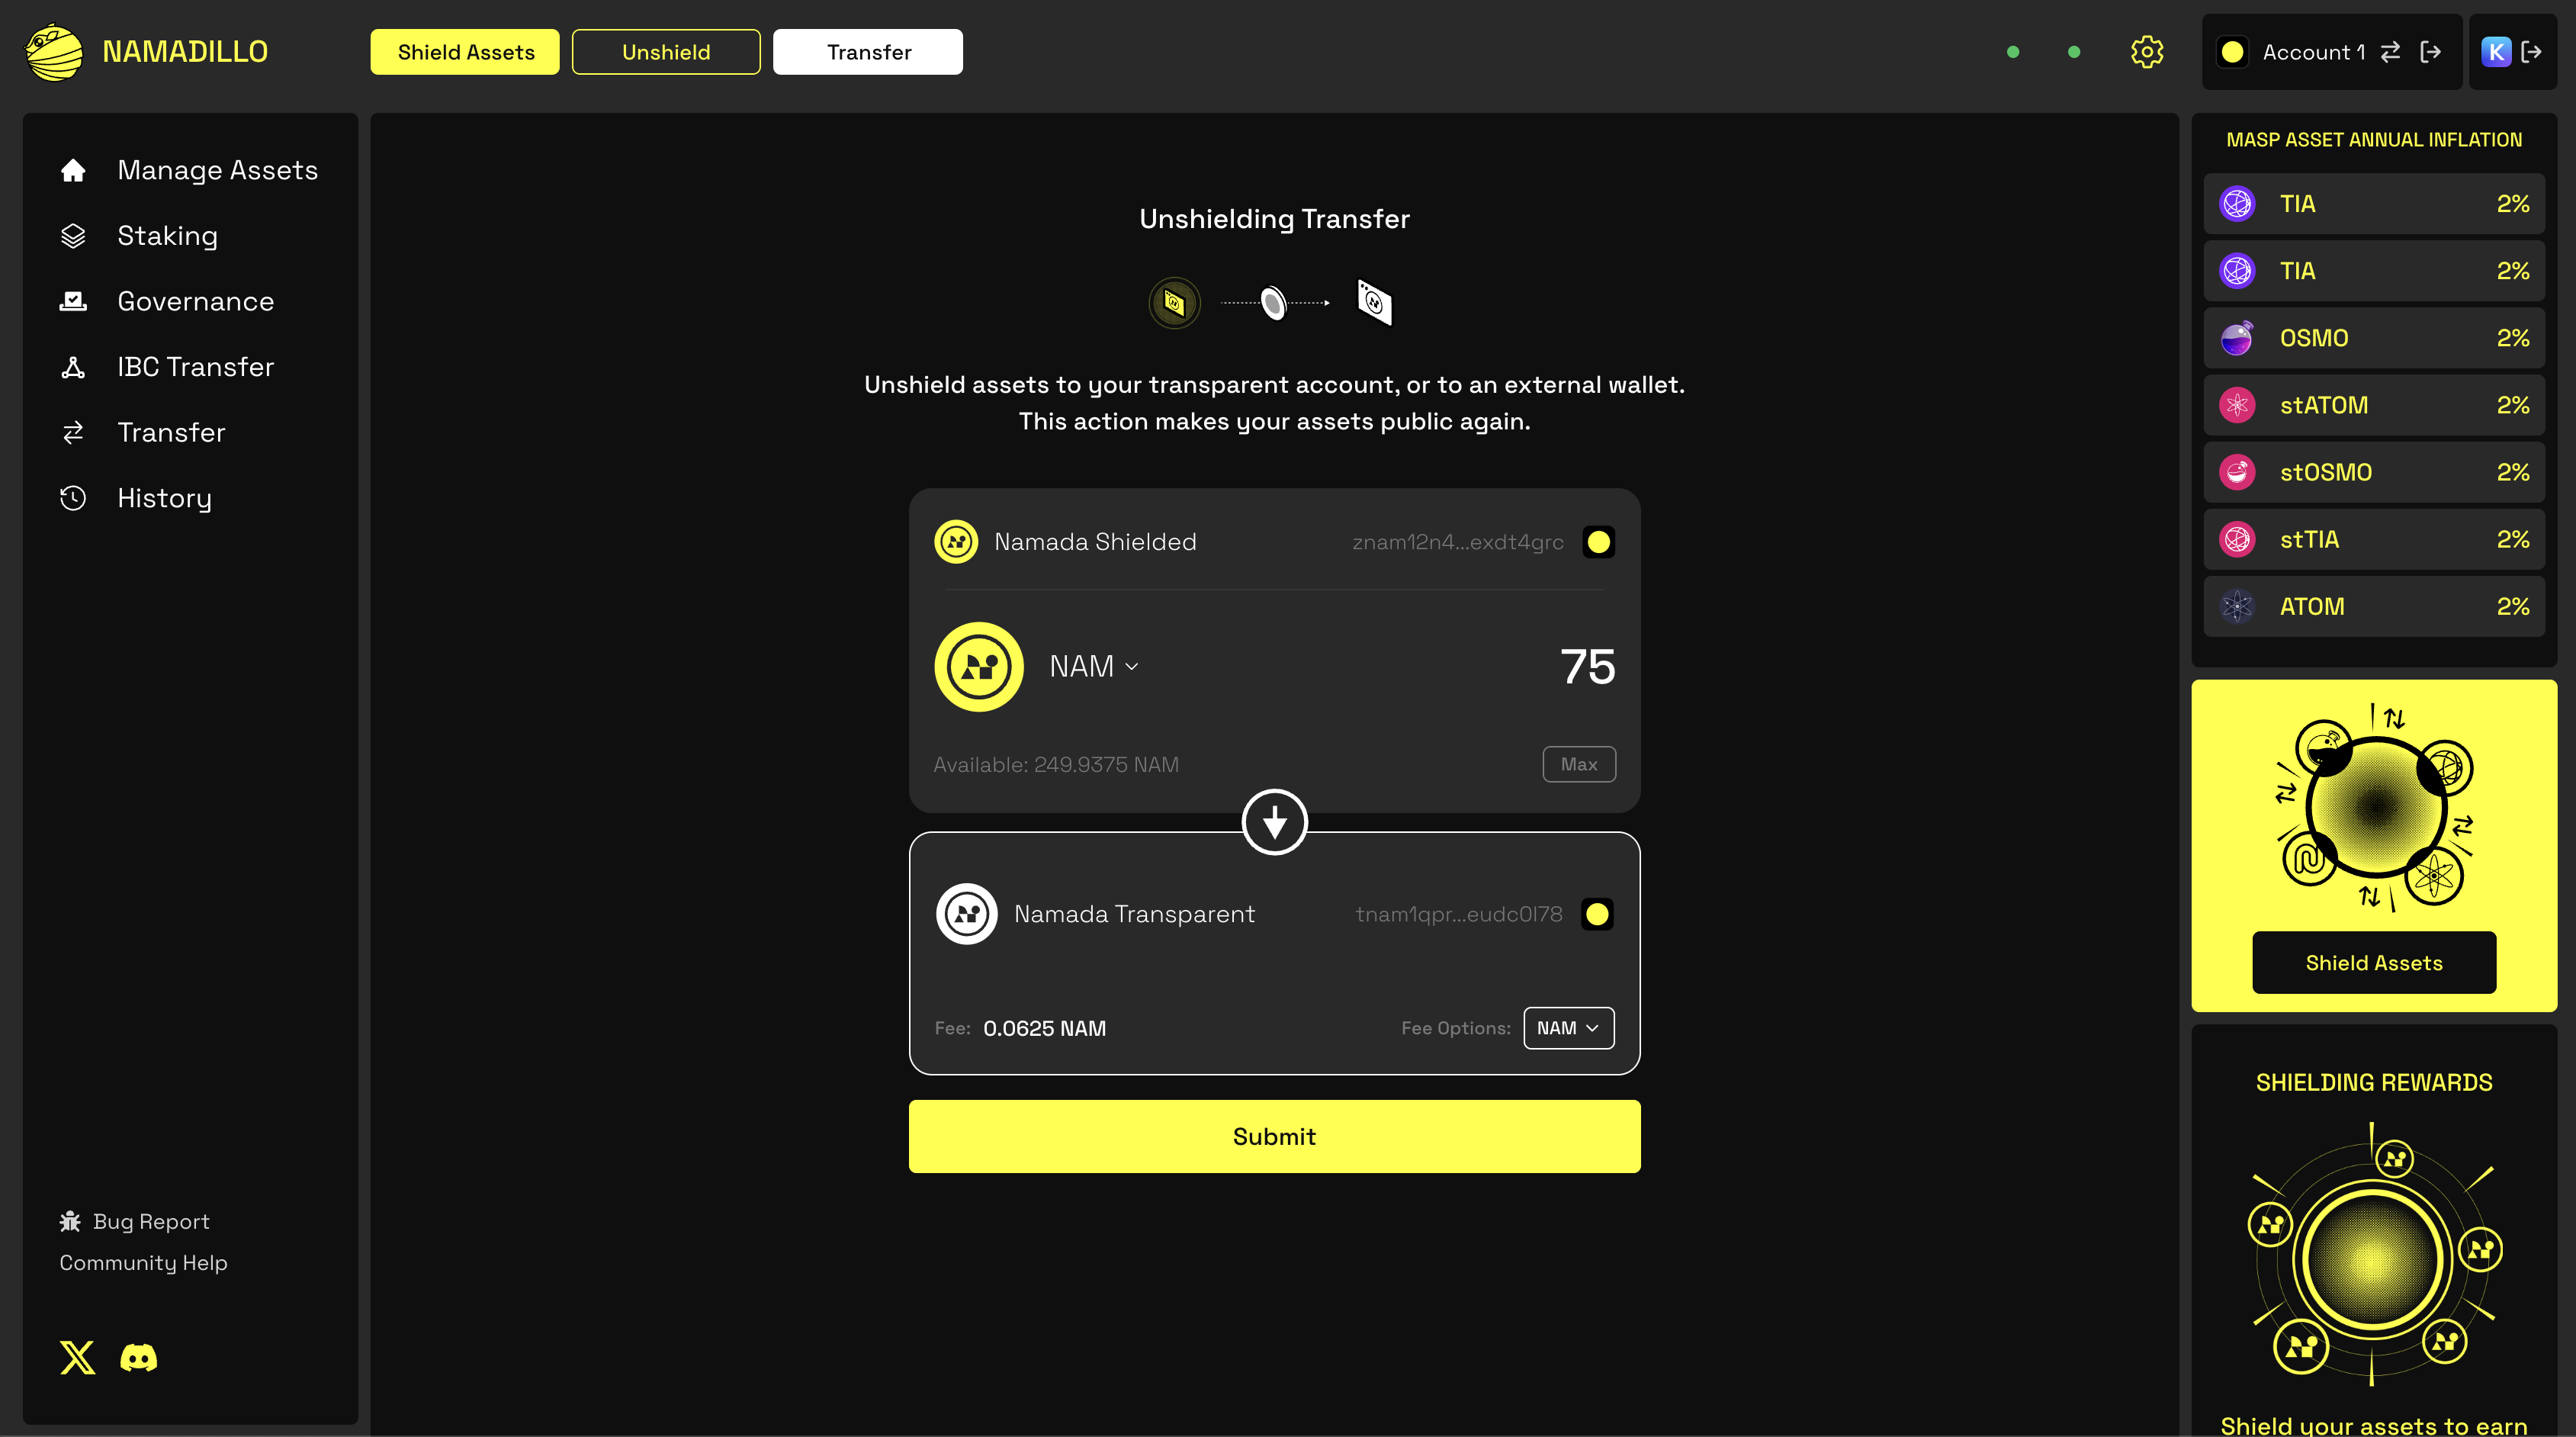 NAMADILLO
Shield Assets
Unshield
Transfer
Account 1
K
Manage Assets
Staking
Governance
IBC Transfer
Transfer
History
Bug Report
Community Help
Unshielding Transfer
Unshield assets to your transparent account, or to an external wallet.
This action makes your assets public again.
Namada Shielded
znam12n4...exdt4grc
NAM
75
Available: 249.9375 NAM
Max
Namada Transparent
tnam1qpr...eudc0l78
Fee: 0.0625 NAM
Fee Options: NAM
Submit
MASP ASSET ANNUAL INFLATION
TIA 2%
TIA 2%
OSMO 2%
stATOM 2%
stOSMO 2%
stTIA 2%
ATOM 2%
Shield Assets
SHIELDING REWARDS
Shield your assets to earn